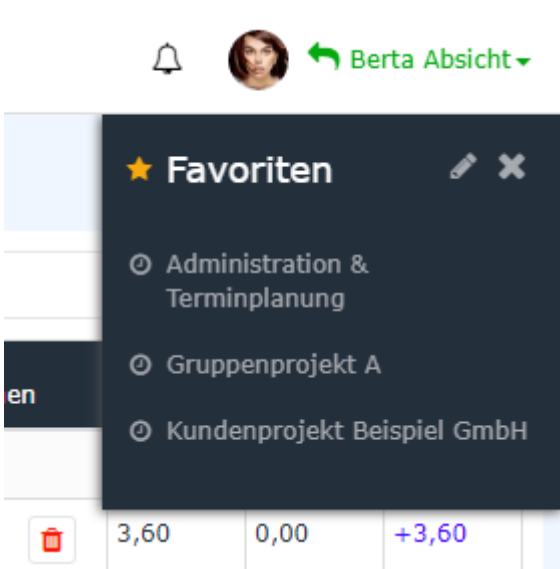 Berta Absicht
Favoriten
Administration &
Terminplanung
Gruppenprojekt A
en
Kundenprojekt Beispiel GmbH
3,60 0,00 +3,60